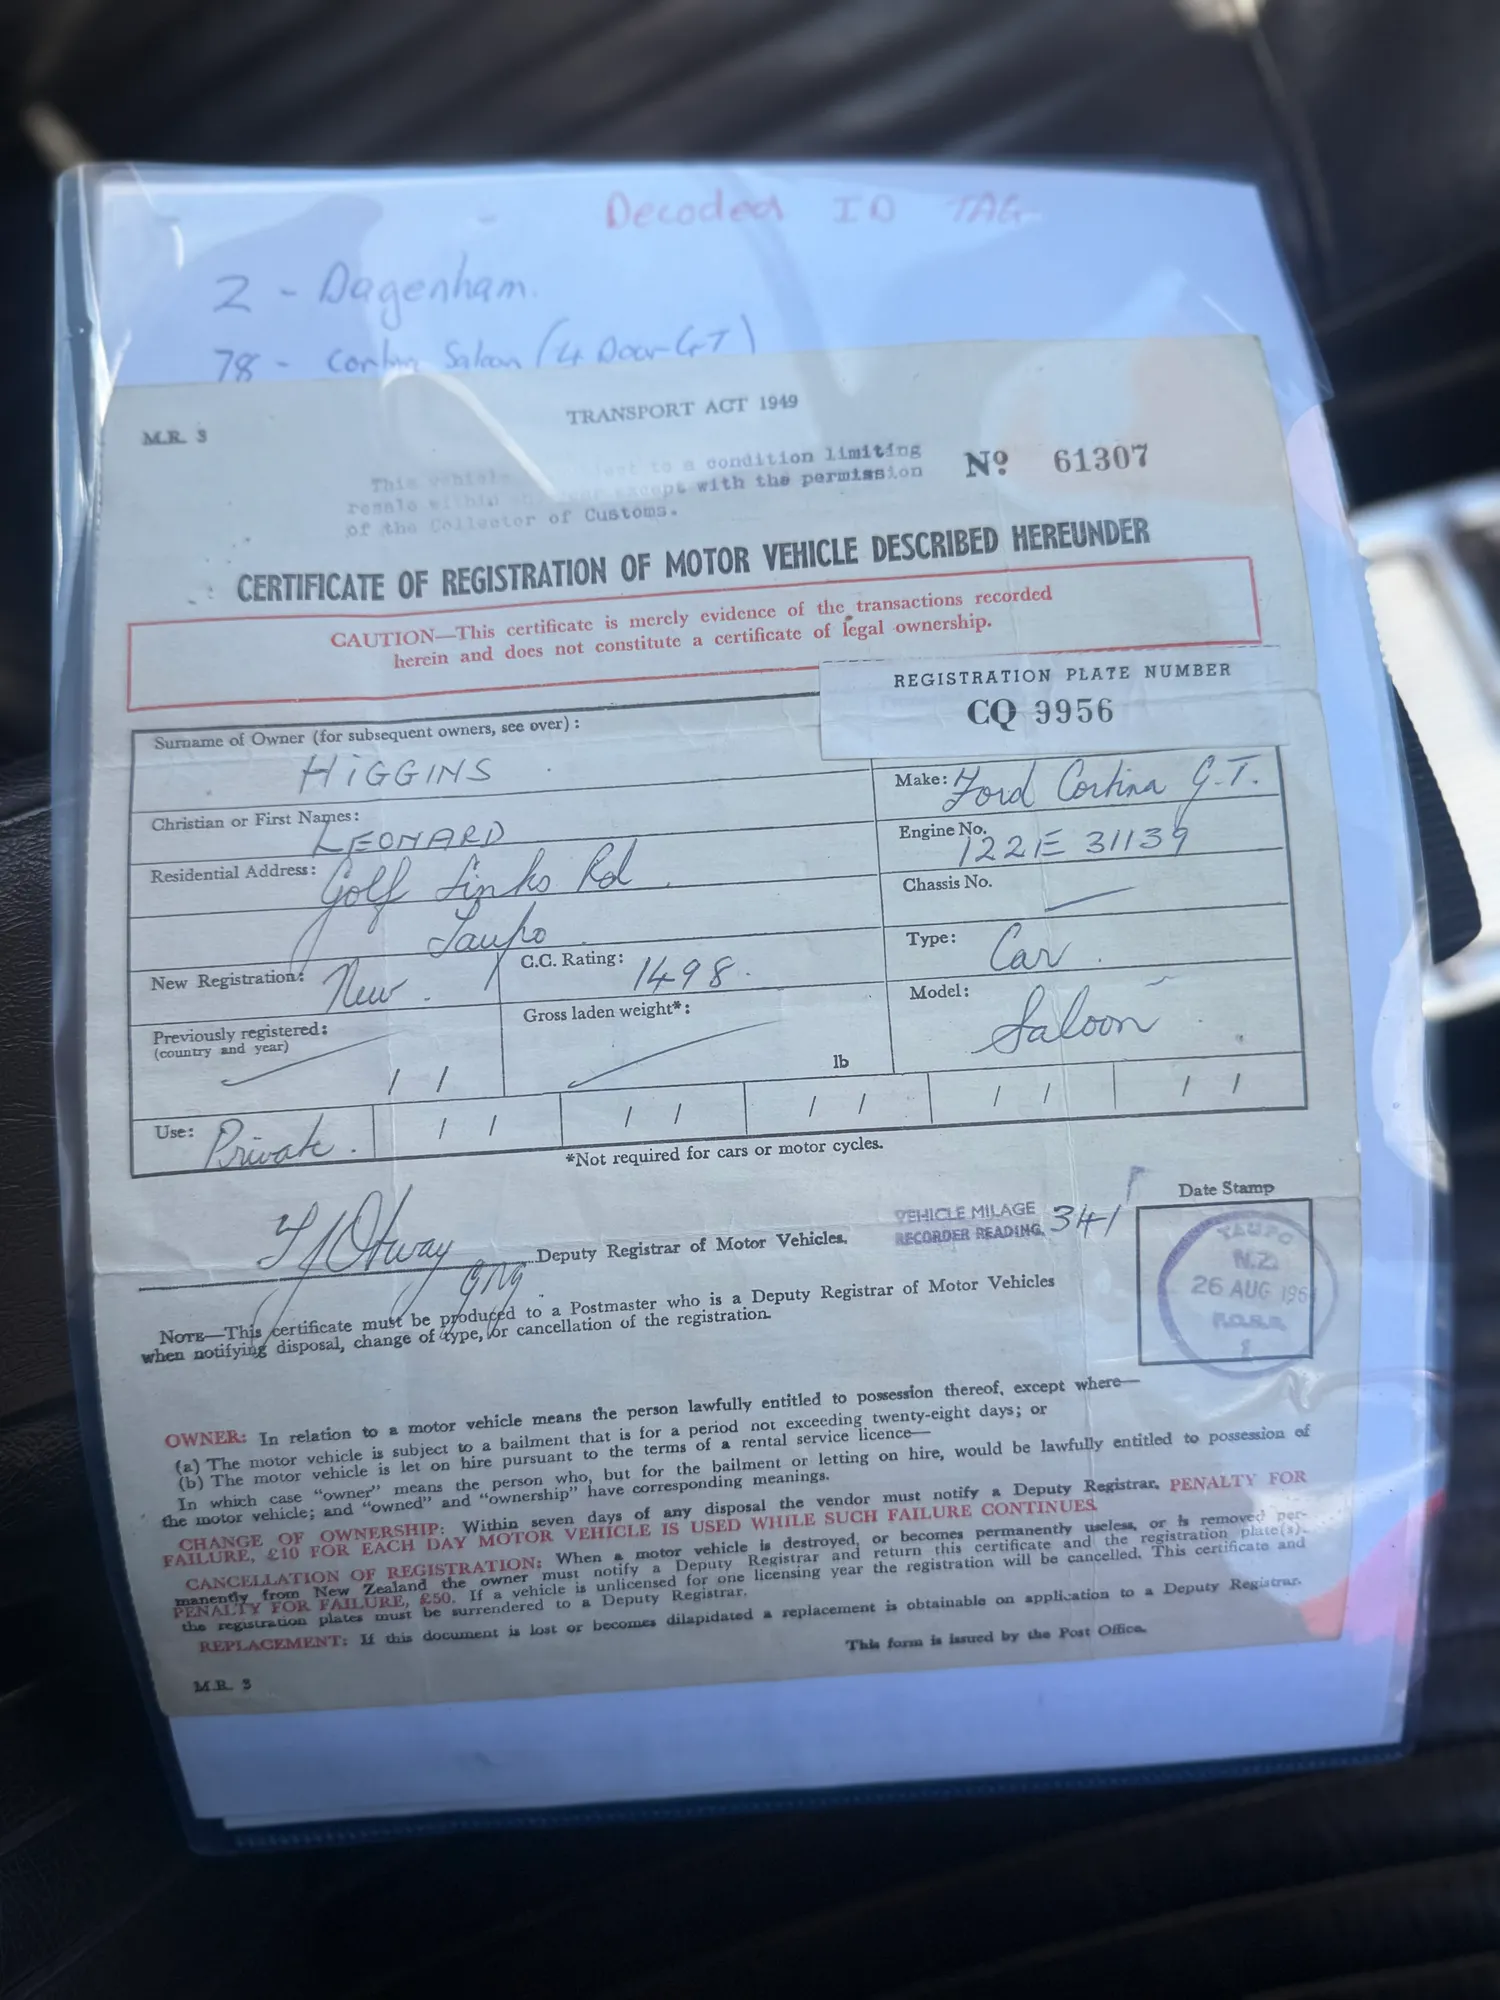 Decoded ID TAG
2 - Dagenham.
78 - Saloon (4 Door GT)
TRANSPORT ACT 1949
M.R. 3
This vehicle to a condition limiting
resale within except with the permission
of the Collector of Customs.
No 61307
CERTIFICATE OF REGISTRATION OF MOTOR VEHICLE DESCRIBED HEREUNDER
CAUTION—This certificate is merely evidence of the transactions recorded
herein and does not constitute a certificate of legal ownership.
REGISTRATION PLATE NUMBER
CQ 9956
Surname of Owner (for subsequent owners, see over):
HIGGINS
Make: Ford Cortina G.T.
Christian or First Names:
LEONARD
Engine No. 122E 31139
Residential Address: Golf Links Rd
Taupo
Chassis No.
Type: Car.
New Registration: New.
C.C. Rating: 1498.
Model: Saloon
Previously registered:
(country and year)
/ /
Gross laden weight*:
lb
Use: Private.
/ / / / / / / / / /
*Not required for cars or motor cycles.
Otway
Deputy Registrar of Motor Vehicles.
VEHICLE MILAGE
RECORDER READING. 341
Date Stamp
TAUPO
N.Z.
26 AUG 196
1
NOTE—This certificate must be produced to a Postmaster who is a Deputy Registrar of Motor Vehicles
when notifying disposal, change of type, or cancellation of the registration.
OWNER: In relation to a motor vehicle means the person lawfully entitled to possession thereof, except where—
(a) The motor vehicle is subject to a bailment that is for a period not exceeding twenty-eight days; or
(b) The motor vehicle is let on hire pursuant to the terms of a rental service licence—
In which case "owner" means the person who, but for the bailment or letting on hire, would be lawfully entitled to possession of
the motor vehicle; and "owned" and "ownership" have corresponding meanings.
CHANGE OF OWNERSHIP: Within seven days of any disposal the vendor must notify a Deputy Registrar. PENALTY FOR
FAILURE, £10 FOR EACH DAY MOTOR VEHICLE IS USED WHILE SUCH FAILURE CONTINUES.
CANCELLATION OF REGISTRATION: When a motor vehicle is destroyed, or becomes permanently useless, or is removed per-
manently from New Zealand the owner must notify a Deputy Registrar and return this certificate and the registration plate(s).
PENALTY FOR FAILURE, £50. If a vehicle is unlicensed for one licensing year the registration will be cancelled. This certificate and
the registration plates must be surrendered to a Deputy Registrar.
REPLACEMENT: If this document is lost or becomes dilapidated a replacement is obtainable on application to a Deputy Registrar.
This form is issued by the Post Office.
M.R. 3